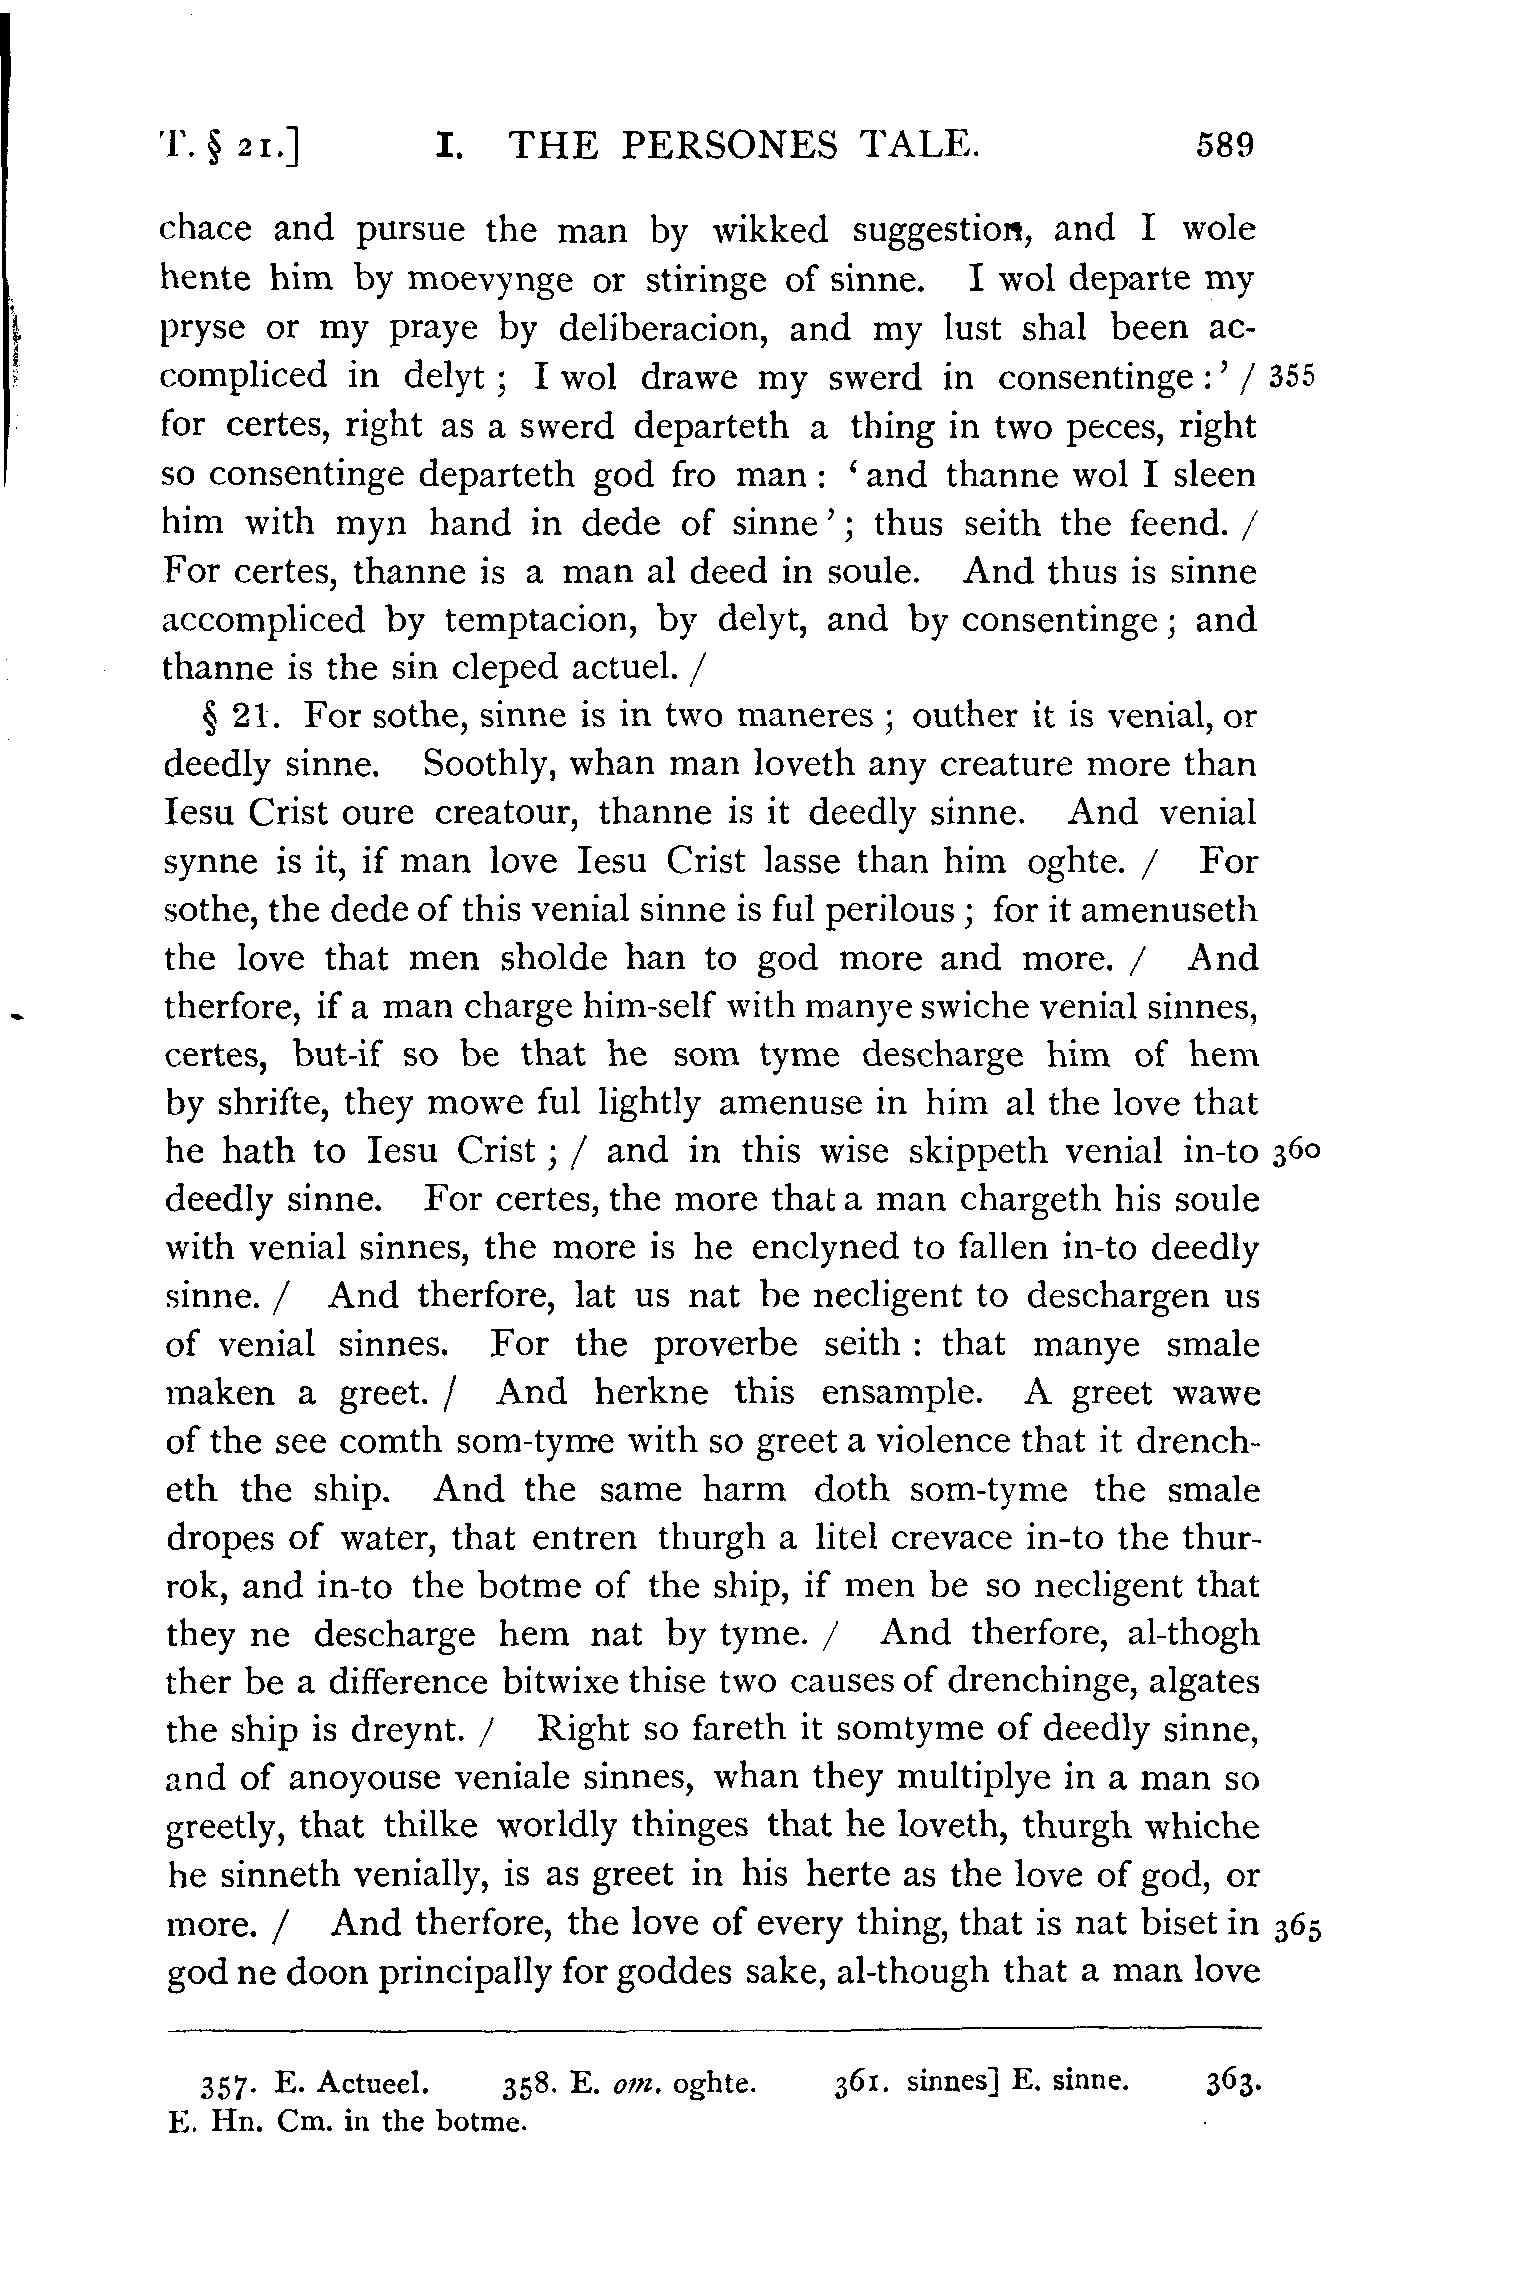 T. § 21.] I. THE PERSONES TALE. 589
chace and pursue the man by wikked suggestion, and I wole
hente him by moevynge or stiringe of sinne. I wol departe my
pryse or my praye by deliberacion, and my lust shal been ac-
compliced in delyt ; I wol drawe my swerd in consentinge :’ / 355
for certes, right as a swerd departeth a thing in two peces, right
so consentinge departeth god fro man : ‘ and thanne wol I sleen
him with myn hand in dede of sinne ’ ; thus seith the feend. /
For certes, thanne is a man al deed in soule. And thus is sinne
accompliced by temptacion, by delyt, and by consentinge ; and
thanne is the sin cleped actuel. /
§ 21. For sothe, sinne is in two maneres ; outher it is venial, or
deedly sinne. Soothly, whan man loveth any creature more than
Iesu Crist oure creatour, thanne is it deedly sinne. And venial
synne is it, if man love Iesu Crist lasse than him oghte. / For
sothe, the dede of this venial sinne is ful perilous ; for it amenuseth
the love that men sholde han to god more and more. / And
therfore, if a man charge him-self with manye swiche venial sinnes,
certes, but-if so be that he som tyme descharge him of hem
by shrifte, they mowe ful lightly amenuse in him al the love that
he hath to Iesu Crist ; / and in this wise skippeth venial in-to 360
deedly sinne. For certes, the more that a man chargeth his soule
with venial sinnes, the more is he enclyned to fallen in-to deedly
sinne. / And therfore, lat us nat be necligent to deschargen us
of venial sinnes. For the proverbe seith : that manye smale
maken a greet. / And herkne this ensample. A greet wawe
of the see comth som-tyme with so greet a violence that it drench-
eth the ship. And the same harm doth som-tyme the smale
dropes of water, that entren thurgh a litel crevace in-to the thur-
rok, and in-to the botme of the ship, if men be so necligent that
they ne descharge hem nat by tyme. / And therfore, al-thogh
ther be a difference bitwixe thise two causes of drenchinge, algates
the ship is dreynt. / Right so fareth it somtyme of deedly sinne,
and of anoyouse veniale sinnes, whan they multiplye in a man so
greetly, that thilke worldly thinges that he loveth, thurgh whiche
he sinneth venially, is as greet in his herte as the love of god, or
more. / And therfore, the love of every thing, that is nat biset in 365
god ne doon principally for goddes sake, al-though that a man love
357. E. Actueel. 358. E. om. oghte. 361. sinnes] E. sinne. 363.
E. Hn. Cm. in the botme.